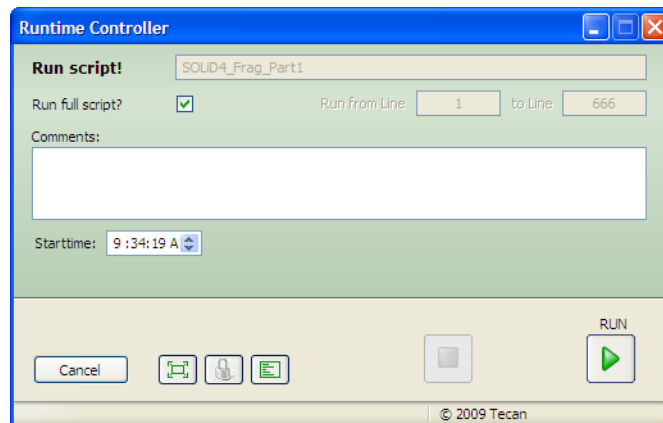 Runtime Controller
Run script! SOLiD4_Frag_Part1
Run full script? Run from Line 1 to Line 666
Comments:
Starttime: 9 :34:19 A
RUN
Cancel
© 2009 Tecan